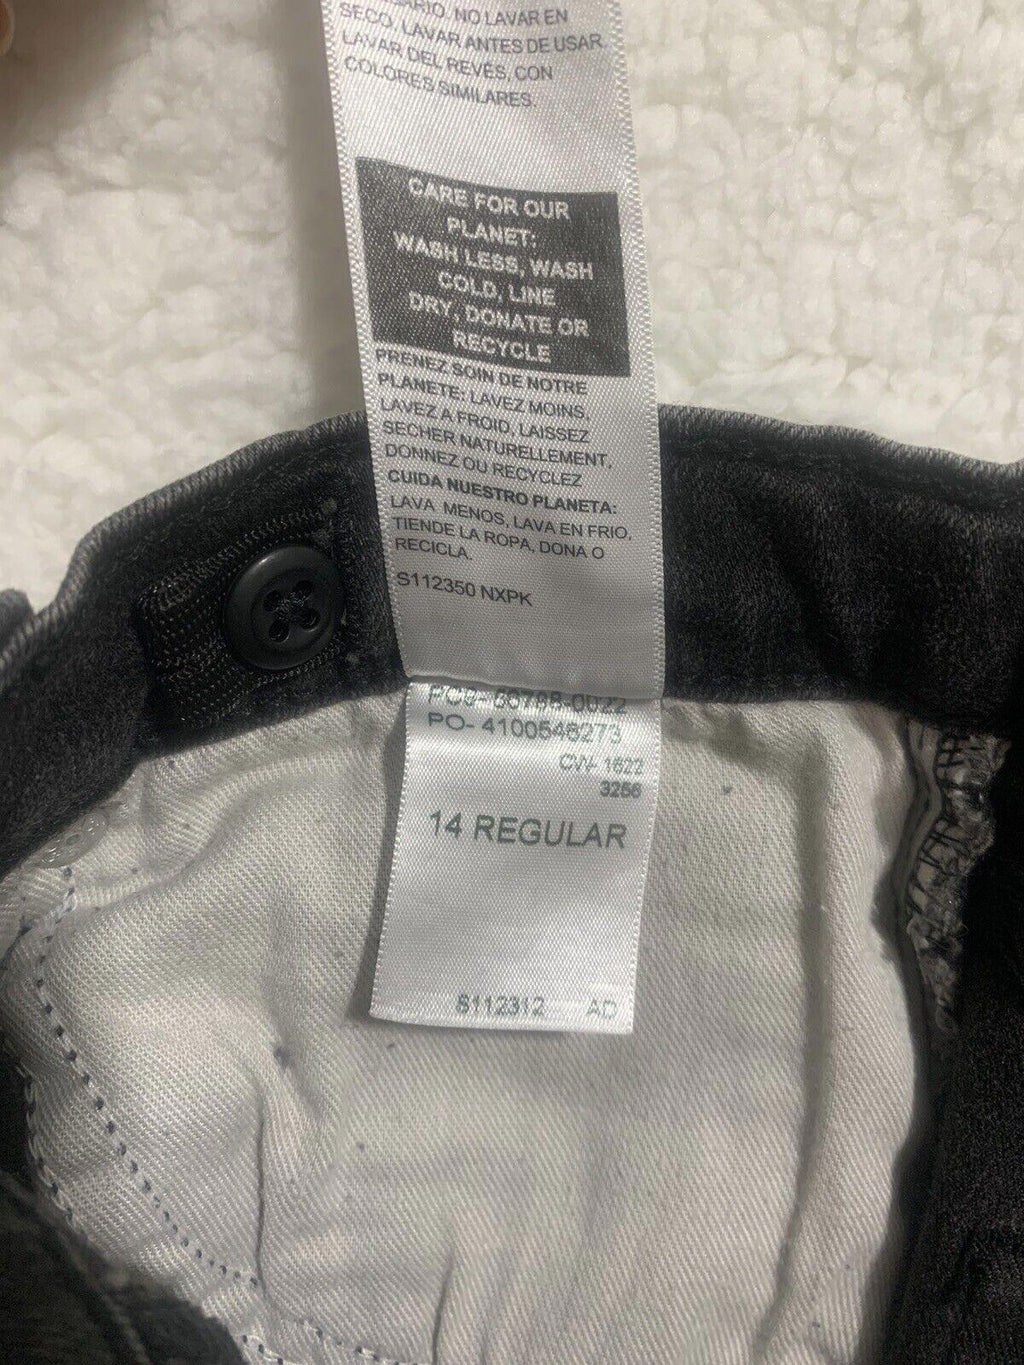 NO LAVAR EN
SECO, LAVAR ANTES DE USAR.
LAVAR DEL REVÉS, CON
COLORES SIMILARES.
CARE FOR OUR
PLANET:
WASH LESS, WASH
COLD, LINE
DRY, DONATE OR
RECYCLE
PRENEZ SOIN DE NOTRE
PLANETE: LAVEZ MOINS,
LAVEZ A FROID, LAISSEZ
SECHER NATURELLEMENT,
DONNEZ OU RECYCLEZ
CUIDA NUESTRO PLANETA:
LAVA MENOS, LAVA EN FRIO,
TIENDE LA ROPA, DONA O
RECICLA.
S112350 NXPK
PO- 4100546273
CW- 1622
3256
14 REGULAR
S112312 AD